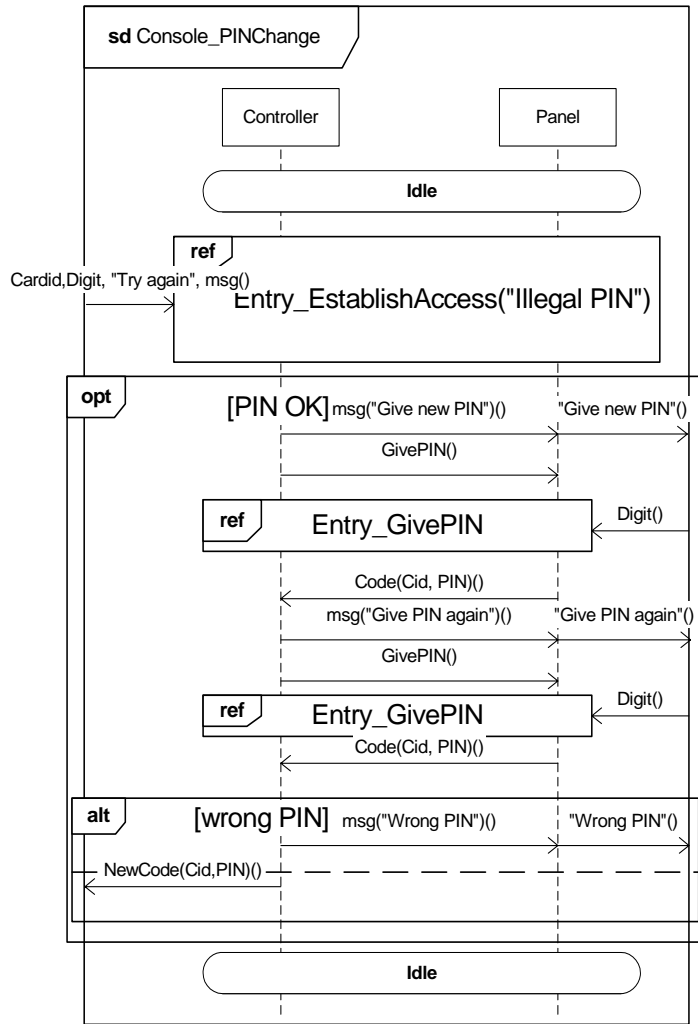 sd Console_PINChange
Controller
Panel
Idle
ref
Cardid,Digit, "Try again", msg()
Entry_EstablishAccess("Illegal PIN")
opt
[PIN OK]
msg("Give new PIN")()
"Give new PIN"()
GivePIN()
ref
Entry_GivePIN
Digit()
Code(Cid, PIN)()
msg("Give PIN again")()
"Give PIN again"()
GivePIN()
ref
Entry_GivePIN
Digit()
Code(Cid, PIN)()
alt
[wrong PIN]
msg("Wrong PIN")()
"Wrong PIN"()
NewCode(Cid,PIN)()
Idle